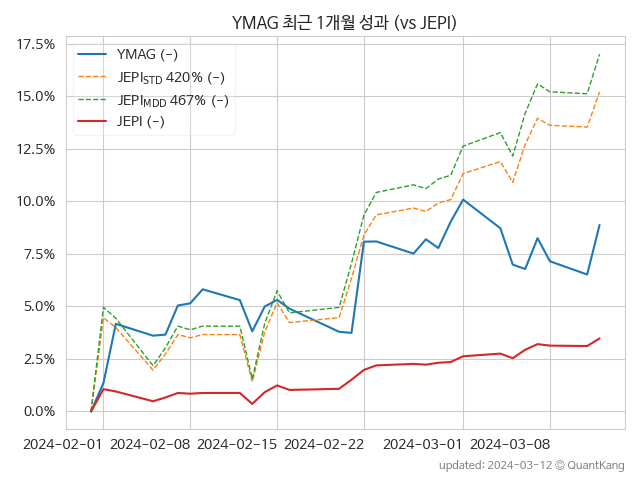 YMAG 최근 1개월 성과 (vs JEPI)
YMAG (-)
JEPISTD 420% (-)
JEPIMDD 467% (-)
JEPI (-)
17.5%
15.0%
12.5%
10.0%
7.5%
5.0%
2.5%
0.0%
2024-02-01 2024-02-08 2024-02-15 2024-02-22 2024-03-01 2024-03-08
updated: 2024-03-12 © QuantKang